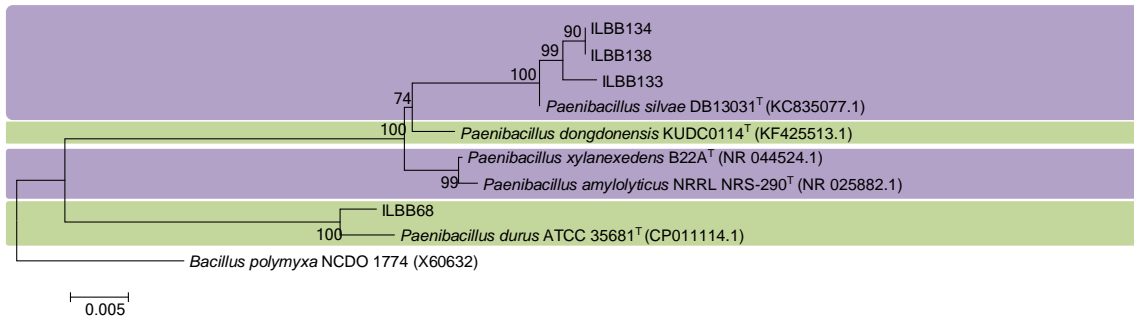 90
ILBB134
99
ILBB138
100
ILBB133
74
Paenibacillus silvae DB13031ᵀ (KC835077.1)
100
Paenibacillus dongdonensis KUDC0114ᵀ (KF425513.1)
Paenibacillus xylanexedens B22Aᵀ (NR 044524.1)
99
Paenibacillus amylolyticus NRRL NRS-290ᵀ (NR 025882.1)
ILBB68
100
Paenibacillus durus ATCC 35681ᵀ (CP011114.1)
Bacillus polymyxa NCDO 1774 (X60632)
0.005